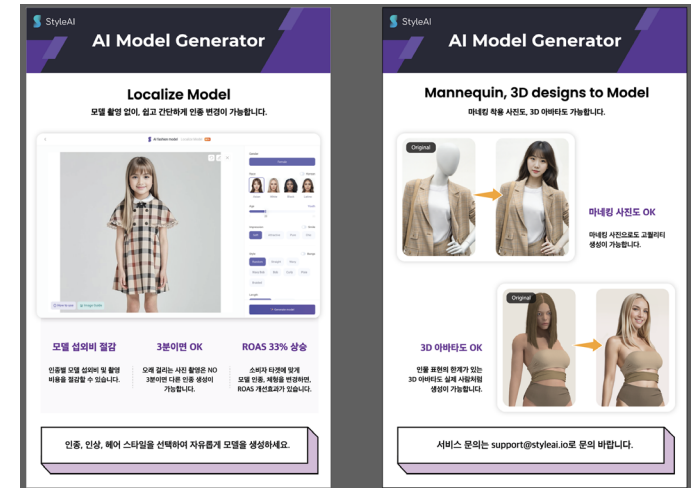 StyleAI
AI Model Generator
Localize Model
모델 촬영 없이, 쉽고 간단하게 인종 변경이 가능합니다.
AI fashion model
모델 섭외비 절감
인종별 모델 섭외비 및 촬영
비용을 절감할 수 있습니다.
3분이면 OK
오래 걸리는 사진 촬영은 NO
3분이면 다른 인종 생성이
가능합니다.
ROAS 33% 상승
소비자 타겟에 맞게
모델 인종, 체형을 변경하면,
ROAS 개선효과가 있습니다.
인종, 인상, 헤어 스타일을 선택하여 자유롭게 모델을 생성하세요.
StyleAI
AI Model Generator
Mannequin, 3D designs to Model
마네킹 착용 사진도, 3D 아바타도 가능합니다.
Original
마네킹 사진도 OK
마네킹 사진으로도 고퀄리티
생성이 가능합니다.
Original
3D 아바타도 OK
인물 표현의 한계가 있는
3D 아바타도 실제 사람처럼
생성이 가능합니다.
서비스 문의는 support@styleai.io로 문의 바랍니다.